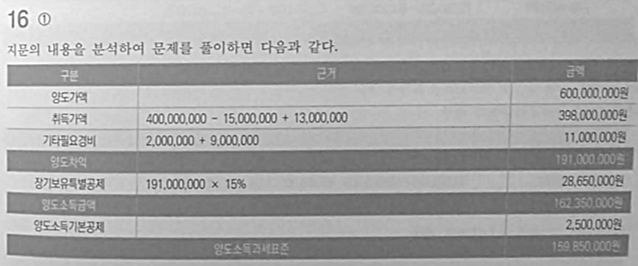 16 ①
지문의 내용을 분석하여 문제를 풀이하면 다음과 같다.
구분 근거 금액
양도가액 600,000,000원
취득가액 400,000,000 - 15,000,000 + 13,000,000 398,000,000원
기타필요경비 2,000,000 + 9,000,000 11,000,000원
양도차액 191,000,000원
장기보유특별공제 191,000,000 × 15% 28,650,000원
양도소득금액 162,350,000원
양도소득기본공제 2,500,000원
양도소득과세표준 159,850,000원